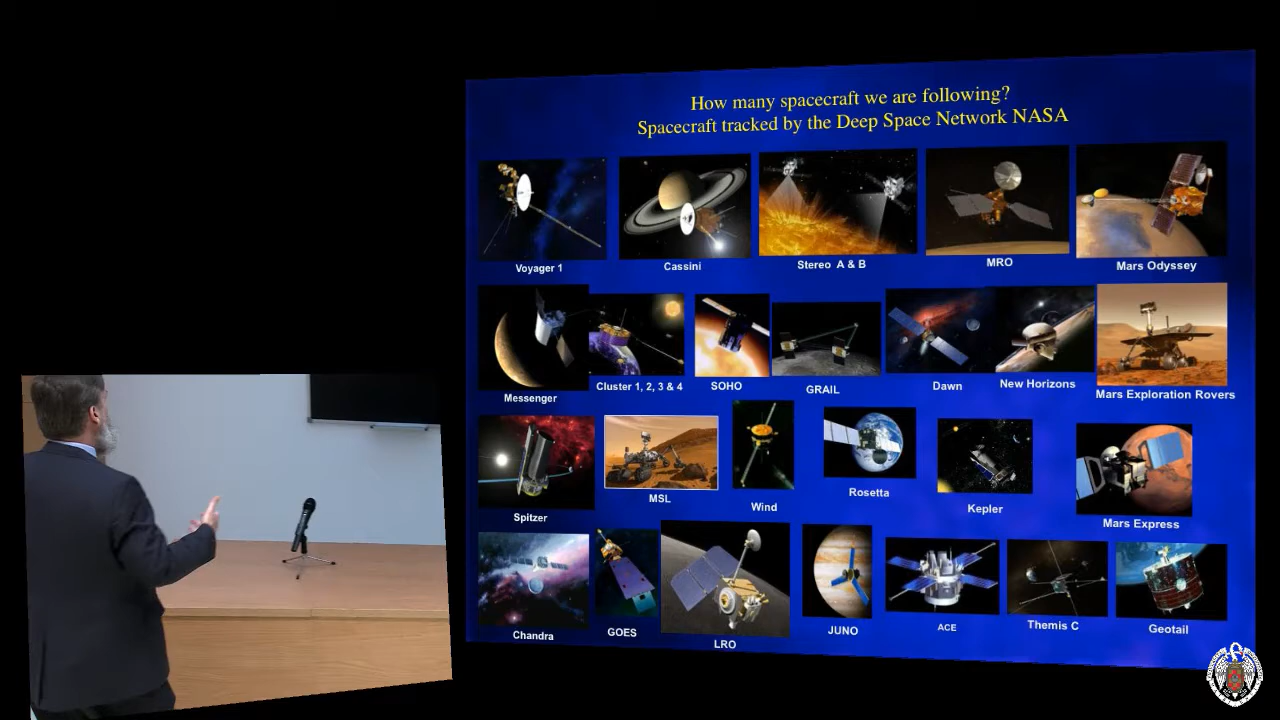 How many spacecraft we are following?
Spacecraft tracked by the Deep Space Network NASA
Voyager 1
Cassini
Stereo A & B
MRO
Mars Odyssey
Messenger
Cluster 1, 2, 3 & 4
SOHO
GRAIL
Dawn
New Horizons
Mars Exploration Rovers
Spitzer
MSL
Wind
Rosetta
Kepler
Mars Express
Chandra
GOES
LRO
JUNO
ACE
Themis C
Geotail